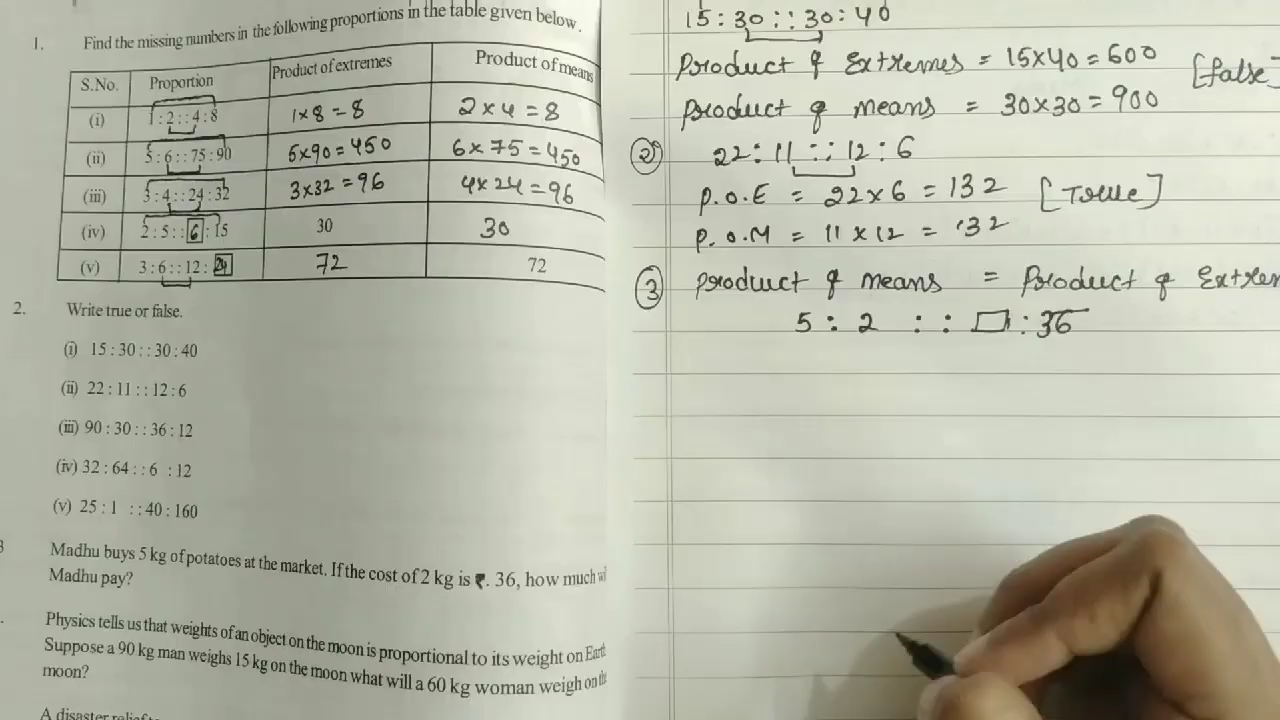 1. Find the missing numbers in the following proportions in the table given below.
S.No. Proportion Product of extremes Product of means
(i) 1 : 2 : : 4 : 8 1 × 8 = 8 2 × 4 = 8
(ii) 5 : 6 : : 75 : 90 5×90 = 450 6 × 75 = 450
(iii) 3 : 4 : : 24 : 32 3×32 = 96 4×24 = 96
(iv) 2 : 5 : : 6 : 15 30 30
(v) 3 : 6 : : 12 : 24 72 72
2. Write true or false.
(i) 15 : 30 : : 30 : 40
(ii) 22 : 11 : : 12 : 6
(iii) 90 : 30 : : 36 : 12
(iv) 32 : 64 : : 6 : 12
(v) 25 : 1 : : 40 : 160
3 Madhu buys 5 kg of potatoes at the market. If the cost of 2 kg is ₹. 36, how much
Madhu pay?
Physics tells us that weights of an object on the moon is proportional to its weight on
Suppose a 90 kg man weighs 15 kg on the moon what will a 60 kg woman weigh on
moon?
A disaster
15 : 30 : : 30 : 40
Product of Extremes = 15×40 = 600 [false
Product of means = 30×30 = 900
② 22 : 11 : : 12 : 6
P.O.E = 22×6 = 132 [True]
P.O.M = 11 × 12 = 132
③ Product of means = Product of
5 : 2 : : □ : 36